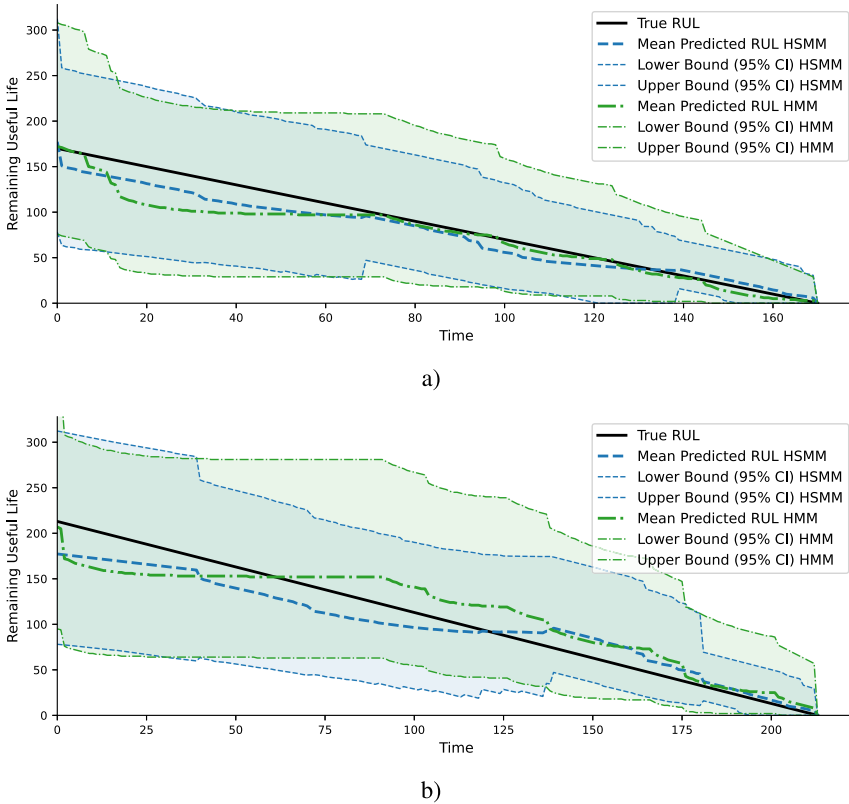 300
250
200
150
100
50
0
Remaining Useful Life
0
20
40
60
80
100
120
140
160
Time
True RUL
Mean Predicted RUL HSMM
Lower Bound (95% CI) HSMM
Upper Bound (95% CI) HSMM
Mean Predicted RUL HMM
Lower Bound (95% CI) HMM
Upper Bound (95% CI) HMM
a)
300
250
200
150
100
50
0
Remaining Useful Life
0
25
50
75
100
125
150
175
200
Time
True RUL
Mean Predicted RUL HSMM
Lower Bound (95% CI) HSMM
Upper Bound (95% CI) HSMM
Mean Predicted RUL HMM
Lower Bound (95% CI) HMM
Upper Bound (95% CI) HMM
b)